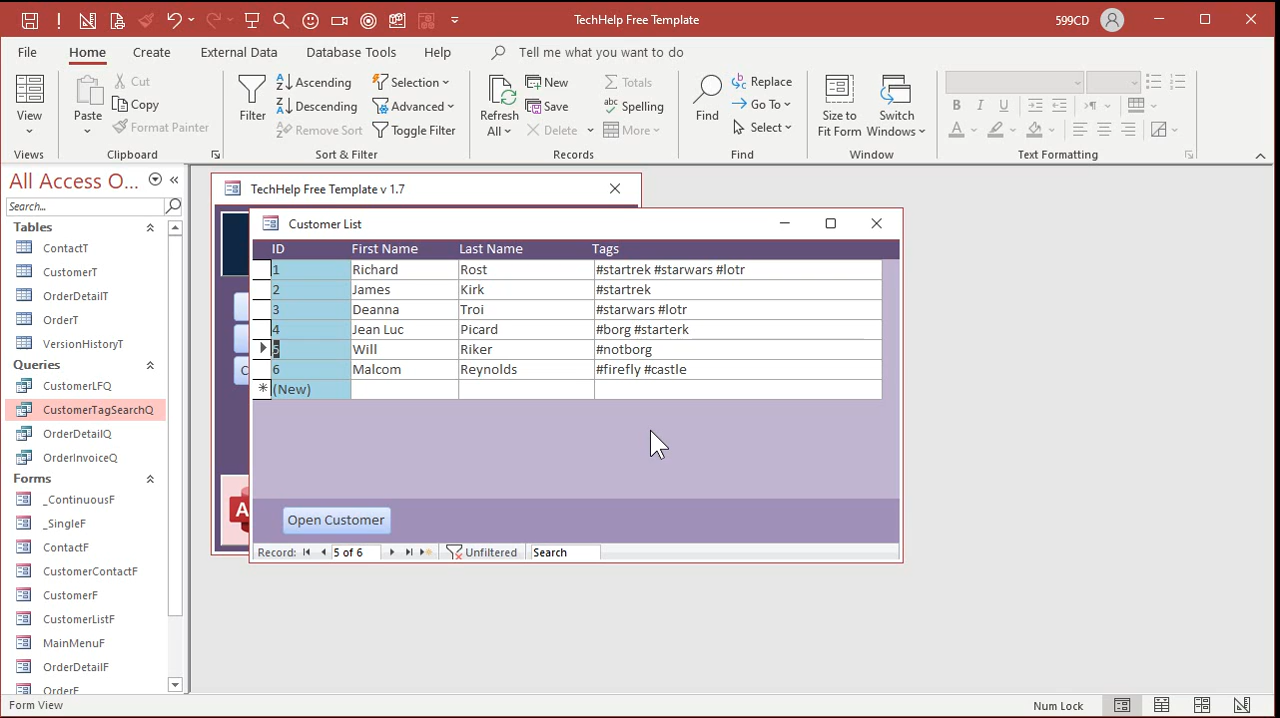 TechHelp Free Template
599CD
File Home Create External Data Database Tools Help Tell me what you want to do
View
Views
Paste
Cut
Copy
Format Painter
Clipboard
Filter
Ascending
Descending
Remove Sort
Selection
Advanced
Toggle Filter
Sort & Filter
Refresh
All
New
Save
Delete
Totals
Spelling
More
Records
Find
Replace
Go To
Select
Find
Size to
Fit Form
Switch
Windows
Window
B I U
A
Text Formatting
All Access O...
Search...
Tables
ContactT
CustomerT
OrderDetailT
OrderT
VersionHistoryT
Queries
CustomerLFQ
CustomerTagSearchQ
OrderDetailQ
OrderInvoiceQ
Forms
_ContinuousF
_SingleF
ContactF
CustomerContactF
CustomerF
CustomerListF
MainMenuF
OrderDetailF
OrderF
TechHelp Free Template v 1.7
C
A
Customer List
ID First Name Last Name Tags
1 Richard Rost #startrek #starwars #lotr
2 James Kirk #startrek
3 Deanna Troi #starwars #lotr
4 Jean Luc Picard #borg #starterk
5 Will Riker #notborg
6 Malcom Reynolds #firefly #castle
(New)
Open Customer
Record: 5 of 6 Unfiltered Search
Form View
Num Lock